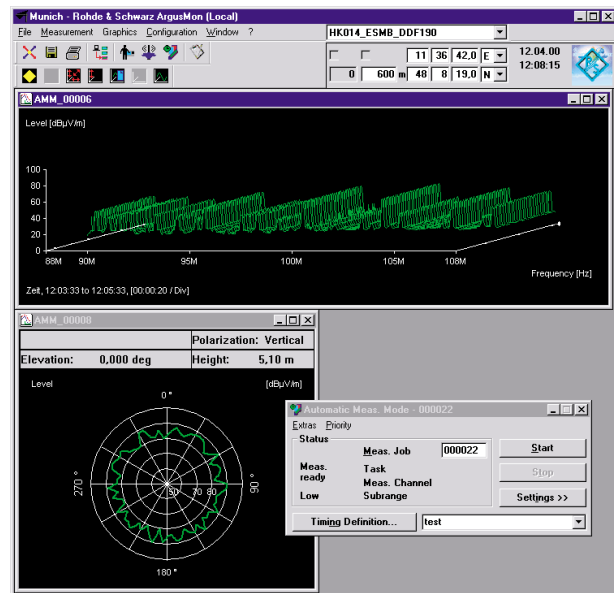 Munich - Rohde & Schwarz ArgusMon (Local)
File Measurement Graphics Configuration Window ?
HK014_ESMB_DDF190
11 36 42,0 E
12.04.00
0 600 m 48 8 19,0 N
12:08:15
AMM_00006
Level [dBµV/m]
100
80
60
40
20
0
88M 90M 95M 100M 105M 108M
Frequency [Hz]
Zeit, 12:03:33 to 12:05:33, [00:00:20 / Div]
AMM_00008
Polarization: Vertical
Elevation: 0,000 deg Height: 5,10 m
Level [dBµV/m]
0°
270° 50 70 80 90°
180°
Automatic Meas. Mode - 000022
Extras Priority
Status
Meas. Job 000022 Start
Meas. ready Task Stop
Meas. Channel
Low Subrange Settings >>
Timing Definition... test